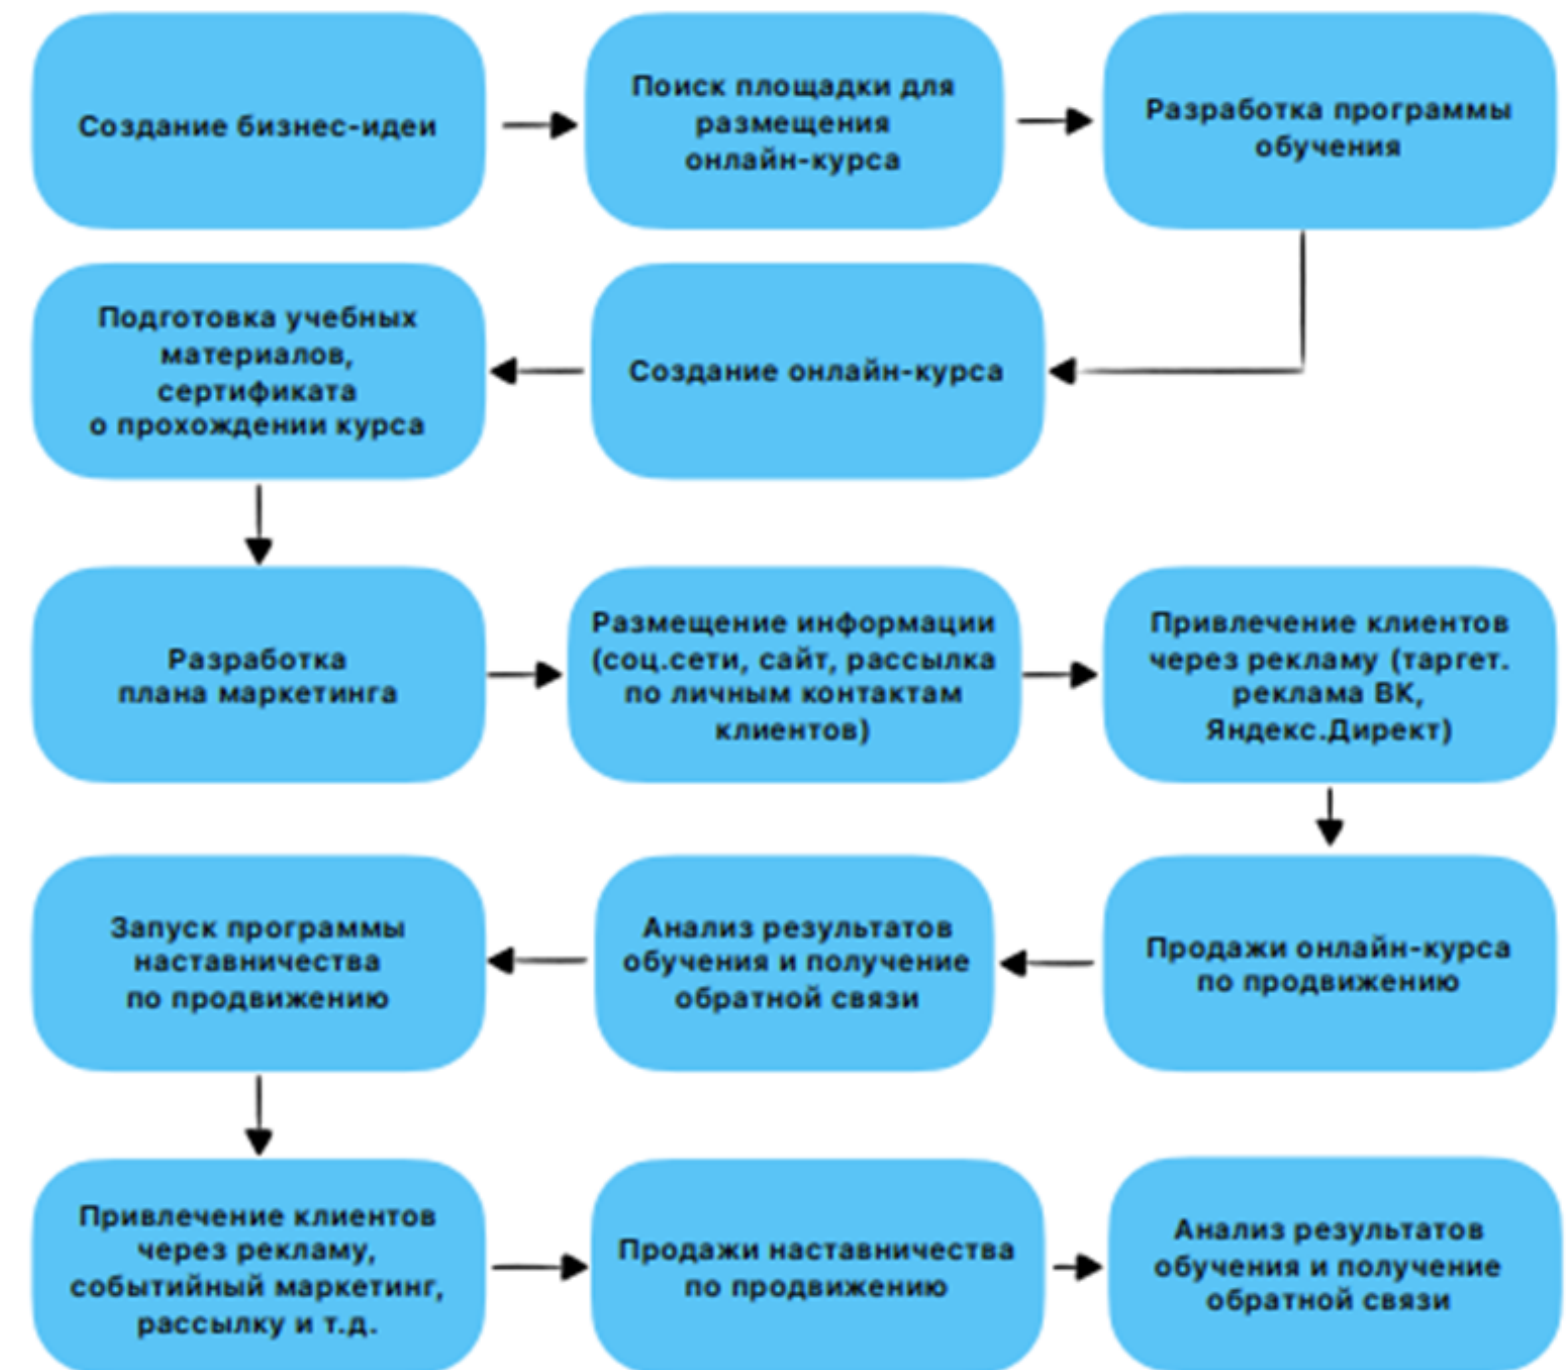 Создание бизнес-идеи
Поиск площадки для
размещения
онлайн-курса
Разработка программы
обучения
Создание онлайн-курса
Подготовка учебных
материалов,
сертификата
о прохождении курса
Разработка
плана маркетинга
Размещение информации
(соц.сети, сайт, рассылка
по личным контактам
клиентов)
Привлечение клиентов
через рекламу (таргет.
реклама ВК,
Яндекс.Директ)
Продажи онлайн-курса
по продвижению
Анализ результатов
обучения и получение
обратной связи
Запуск программы
наставничества
по продвижению
Привлечение клиентов
через рекламу,
событийный маркетинг,
рассылку и т.д.
Продажи наставничества
по продвижению
Анализ результатов
обучения и получение
обратной связи